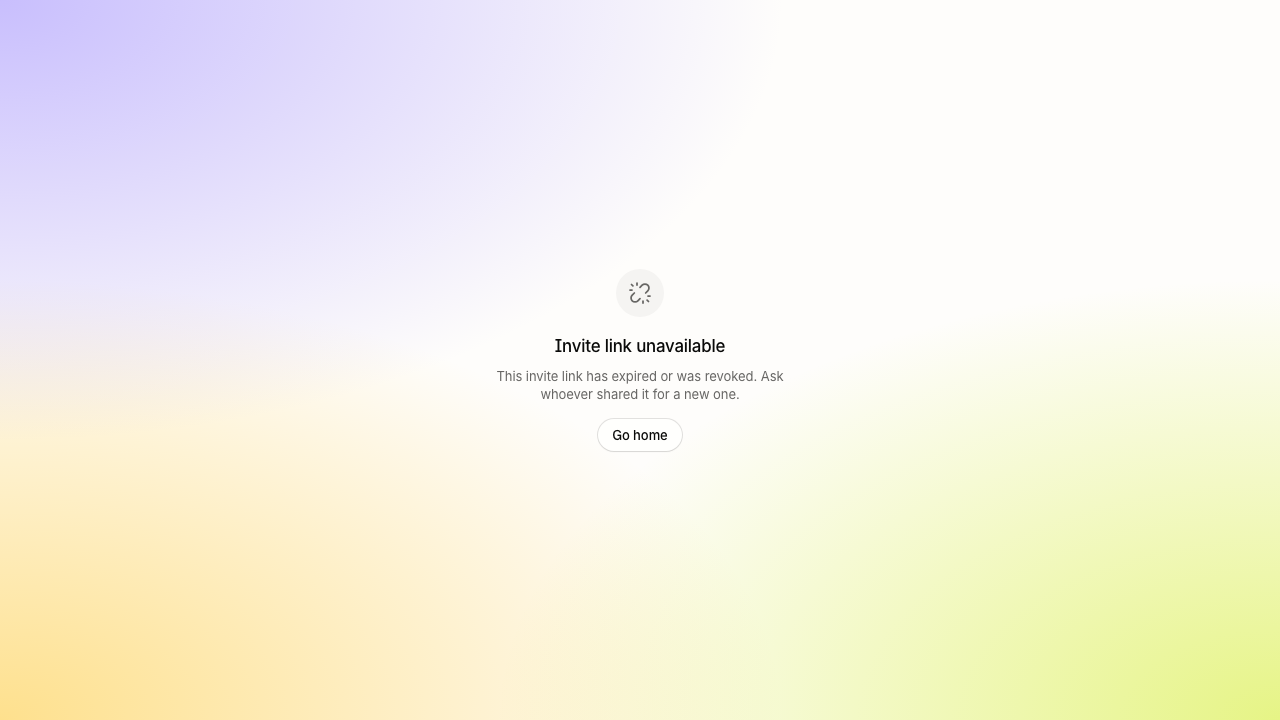 Invite link unavailable
This invite link has expired or was revoked. Ask
whoever shared it for a new one.
Go home